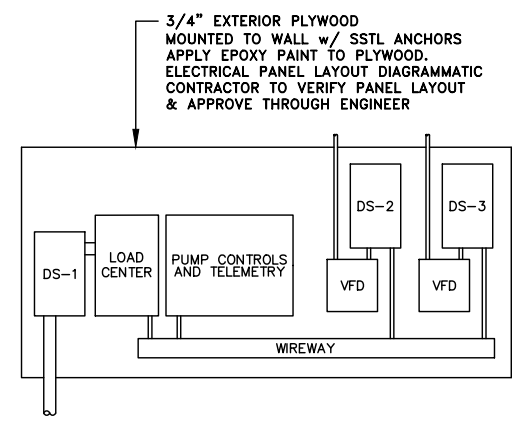 3/4" EXTERIOR PLYWOOD
MOUNTED TO WALL w/ SSTL ANCHORS
APPLY EPOXY PAINT TO PLYWOOD.
ELECTRICAL PANEL LAYOUT DIAGRAMMATIC
CONTRACTOR TO VERIFY PANEL LAYOUT
& APPROVE THROUGH ENGINEER
DS-1
LOAD
CENTER
PUMP CONTROLS
AND TELEMETRY
DS-2
DS-3
VFD
VFD
WIREWAY